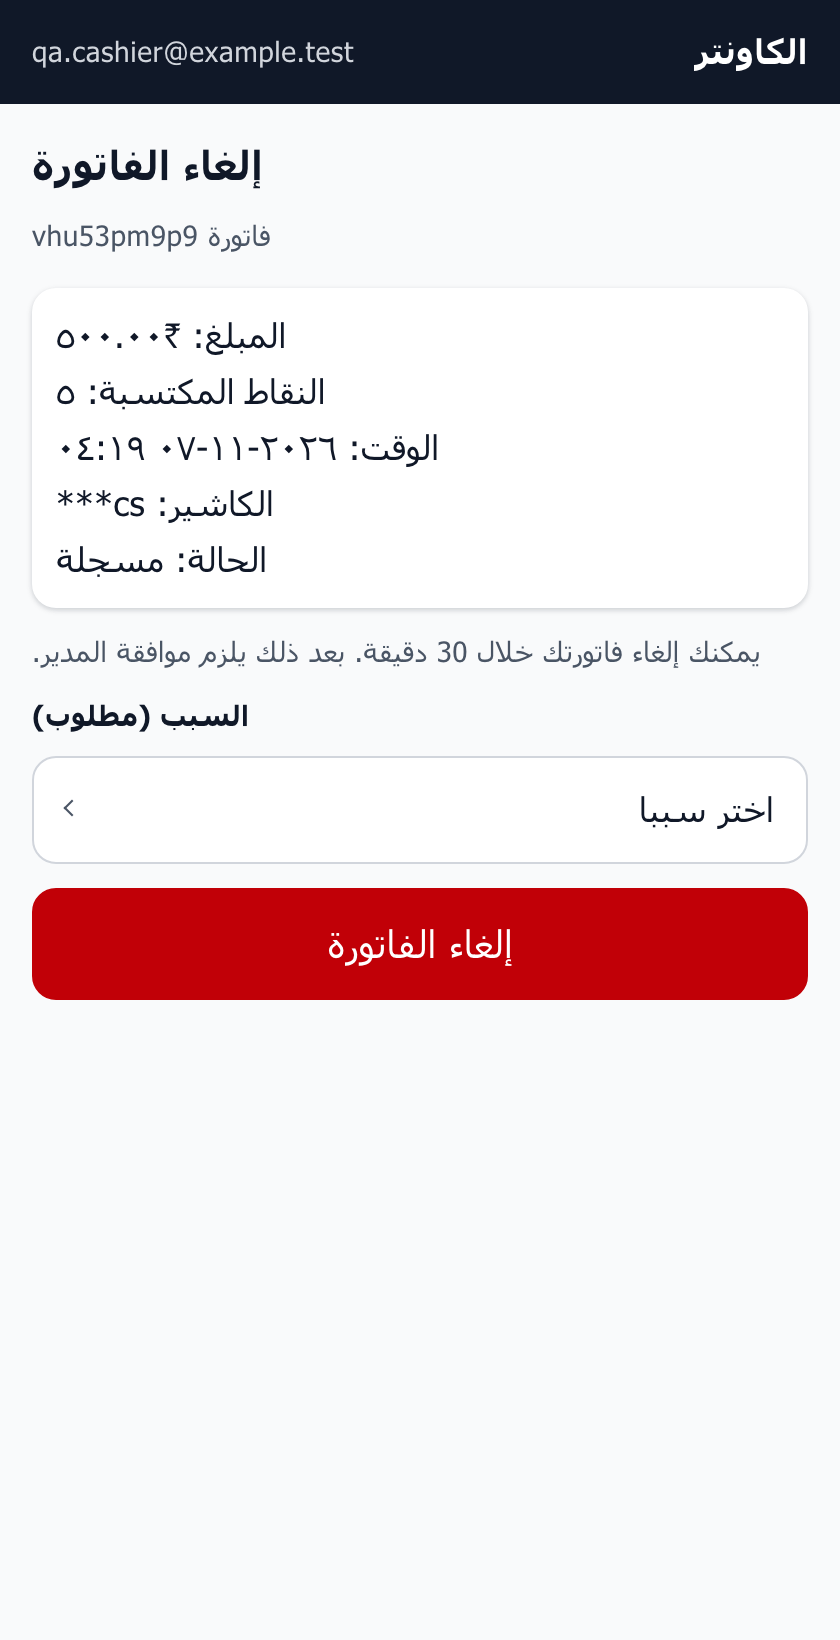 الكاونتر
qa.cashier@example.test
إلغاء الفاتورة
فاتورة vhu53pm9p9
المبلغ: ₹٥٠٠.٠٠
النقاط المكتسبة: ٥
الوقت: ٢٠٢٦-١١-٠٧ ٠٤:١٩
الكاشير: cs***
الحالة: مسجلة
يمكنك إلغاء فاتورتك خلال 30 دقيقة. بعد ذلك يلزم موافقة المدير.
السبب (مطلوب)
اختر سببا
إلغاء الفاتورة